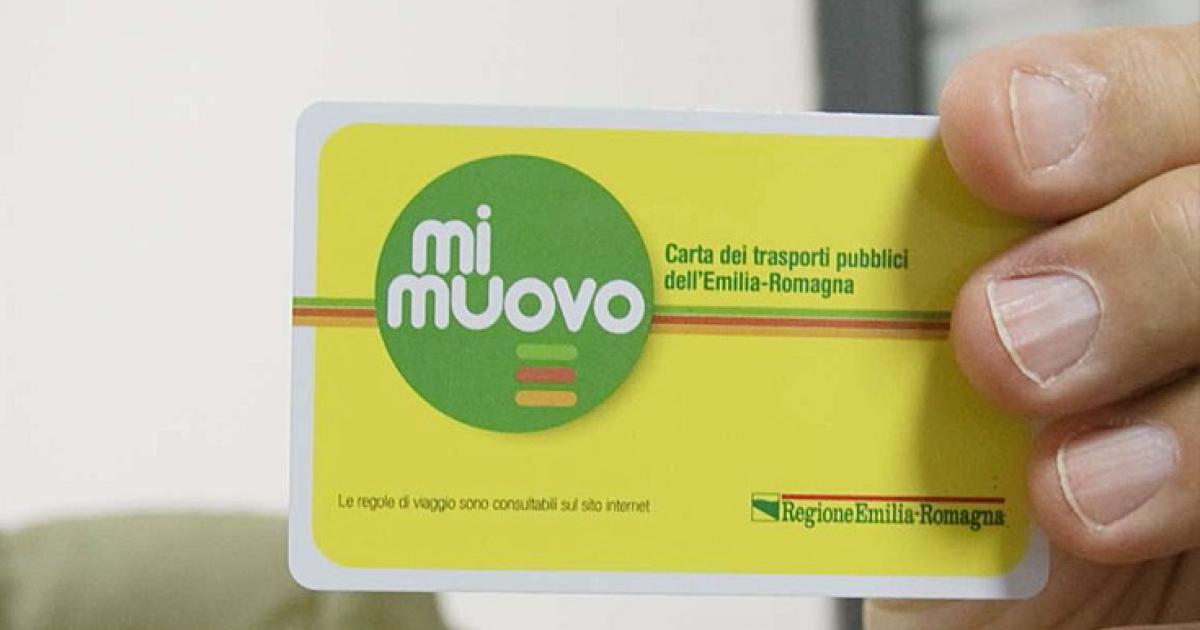 mi
muovo
Carta dei trasporti pubblici
dell'Emilia-Romagna
Le regole di viaggio sono consultabili sul sito internet
RegioneEmilia-Romagna